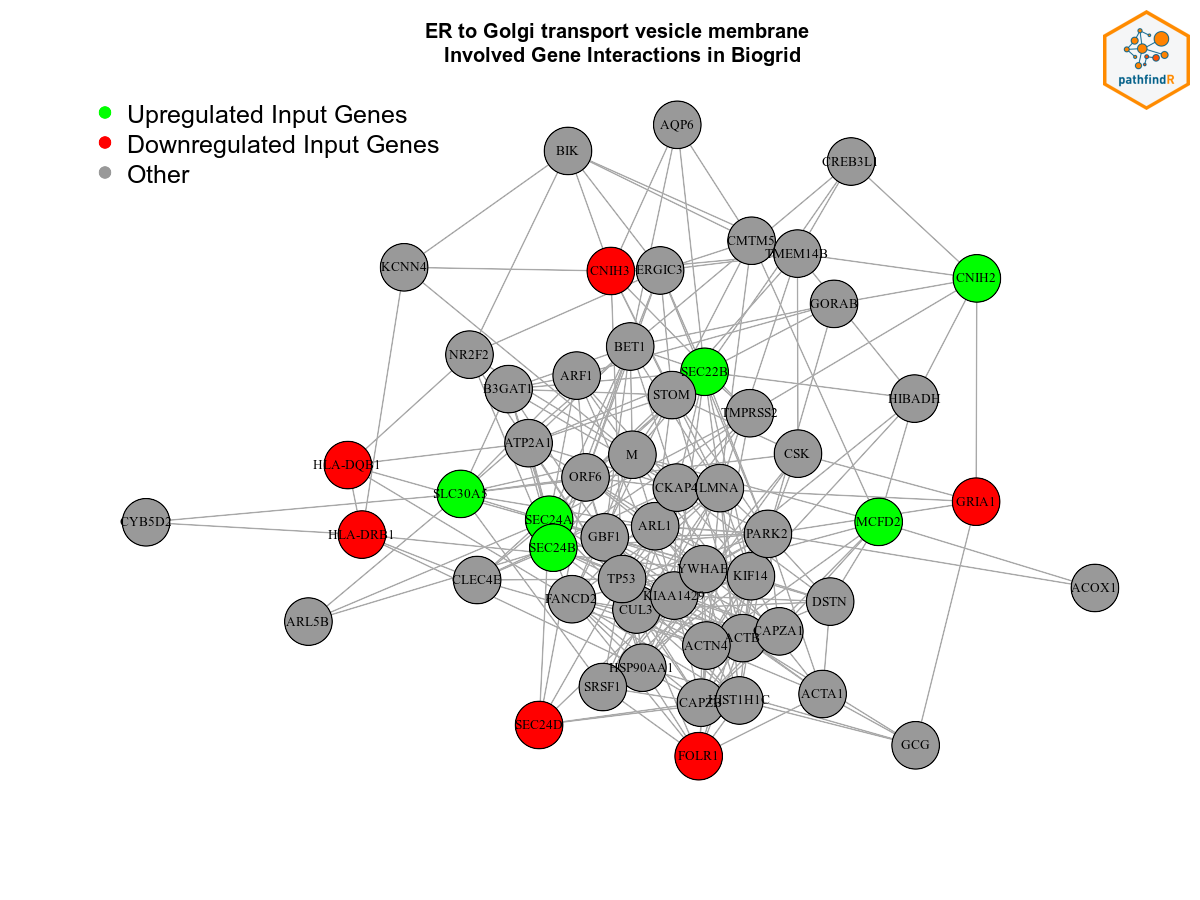 ER to Golgi transport vesicle membrane
Involved Gene Interactions in Biogrid
pathfindR
Upregulated Input Genes
Downregulated Input Genes
Other
AQP6
BIK
CREB3L1
CMTM5
TMEM14B
KCNN4
CNIH3
ERGIC3
CNIH2
GORAB
BET1
NR2F2
SEC22B
ARF1
B3GAT1
STOM
HIBADH
TMPRSS2
ATP2A1
M
CSK
HLA-DQB1
ORF6
CKAP4
LMNA
SLC30A5
GRIA1
CYB5D2
SEC24A
MCFD2
ARL1
HLA-DRB1
GBF1
PARK2
SEC24B
YWHAE
KIF14
CLEC4E
TP53
ACOX1
KIAA1429
FANCD2
DSTN
CUL3
ARL5B
CAPZA1
ACTB
ACTN4
HSP90AA1
SRSF1
ACTA1
HIST1H1C
CAPZB
SEC24D
GCG
FOLR1